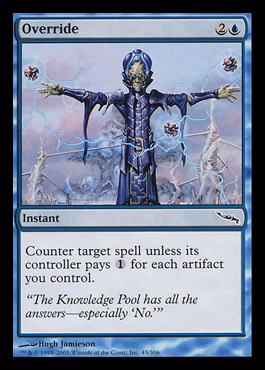 Override 2
Instant
Counter target spell unless its
controller pays 1 for each artifact
you control.
"The Knowledge Pool has all the
answers—especially 'No.'"
Hugh Jamieson
™ & © 1993-2003 Wizards of the Coast, Inc. 45/306